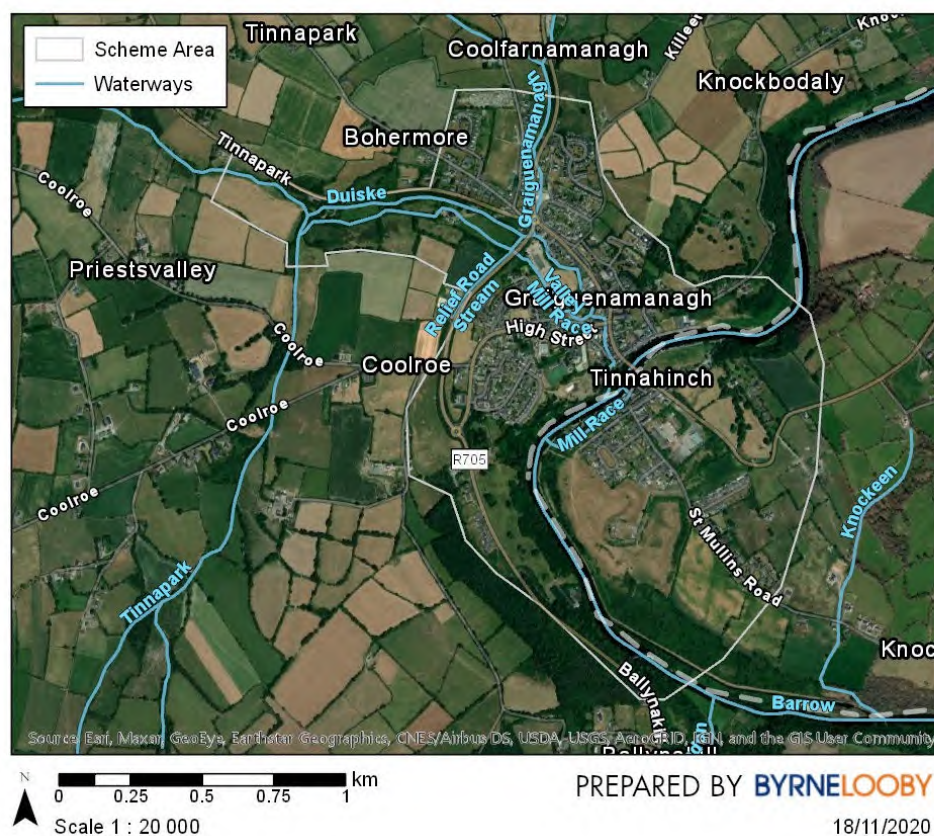 Scheme Area
Waterways
Tinnapark
Coolfarnamanagh
Knockbodaly
Bohermore
Graiguenamanagh
Tinnapark
Duiske
Coolroe
Priestsvalley
Relief Road
Stream
Valley
Mill Race
Graiguenamanagh
High Street
Coolroe
Coolroe
Tinnahinch
Coolroe
Mill-Race
R705
Coolroe
St Mullins Road
Knockeen
Tinnapark
Knoc
Ballynakil
Barrow
Source: Esri, Maxar, GeoEye, Earthstar Geographics, CNES/Airbus DS, USDA, USGS, AeroGRID, IGN, and the GIS User Community
N
0 0.25 0.5 0.75 1 km
Scale 1 : 20 000
PREPARED BY BYRNELOOBY
18/11/2020